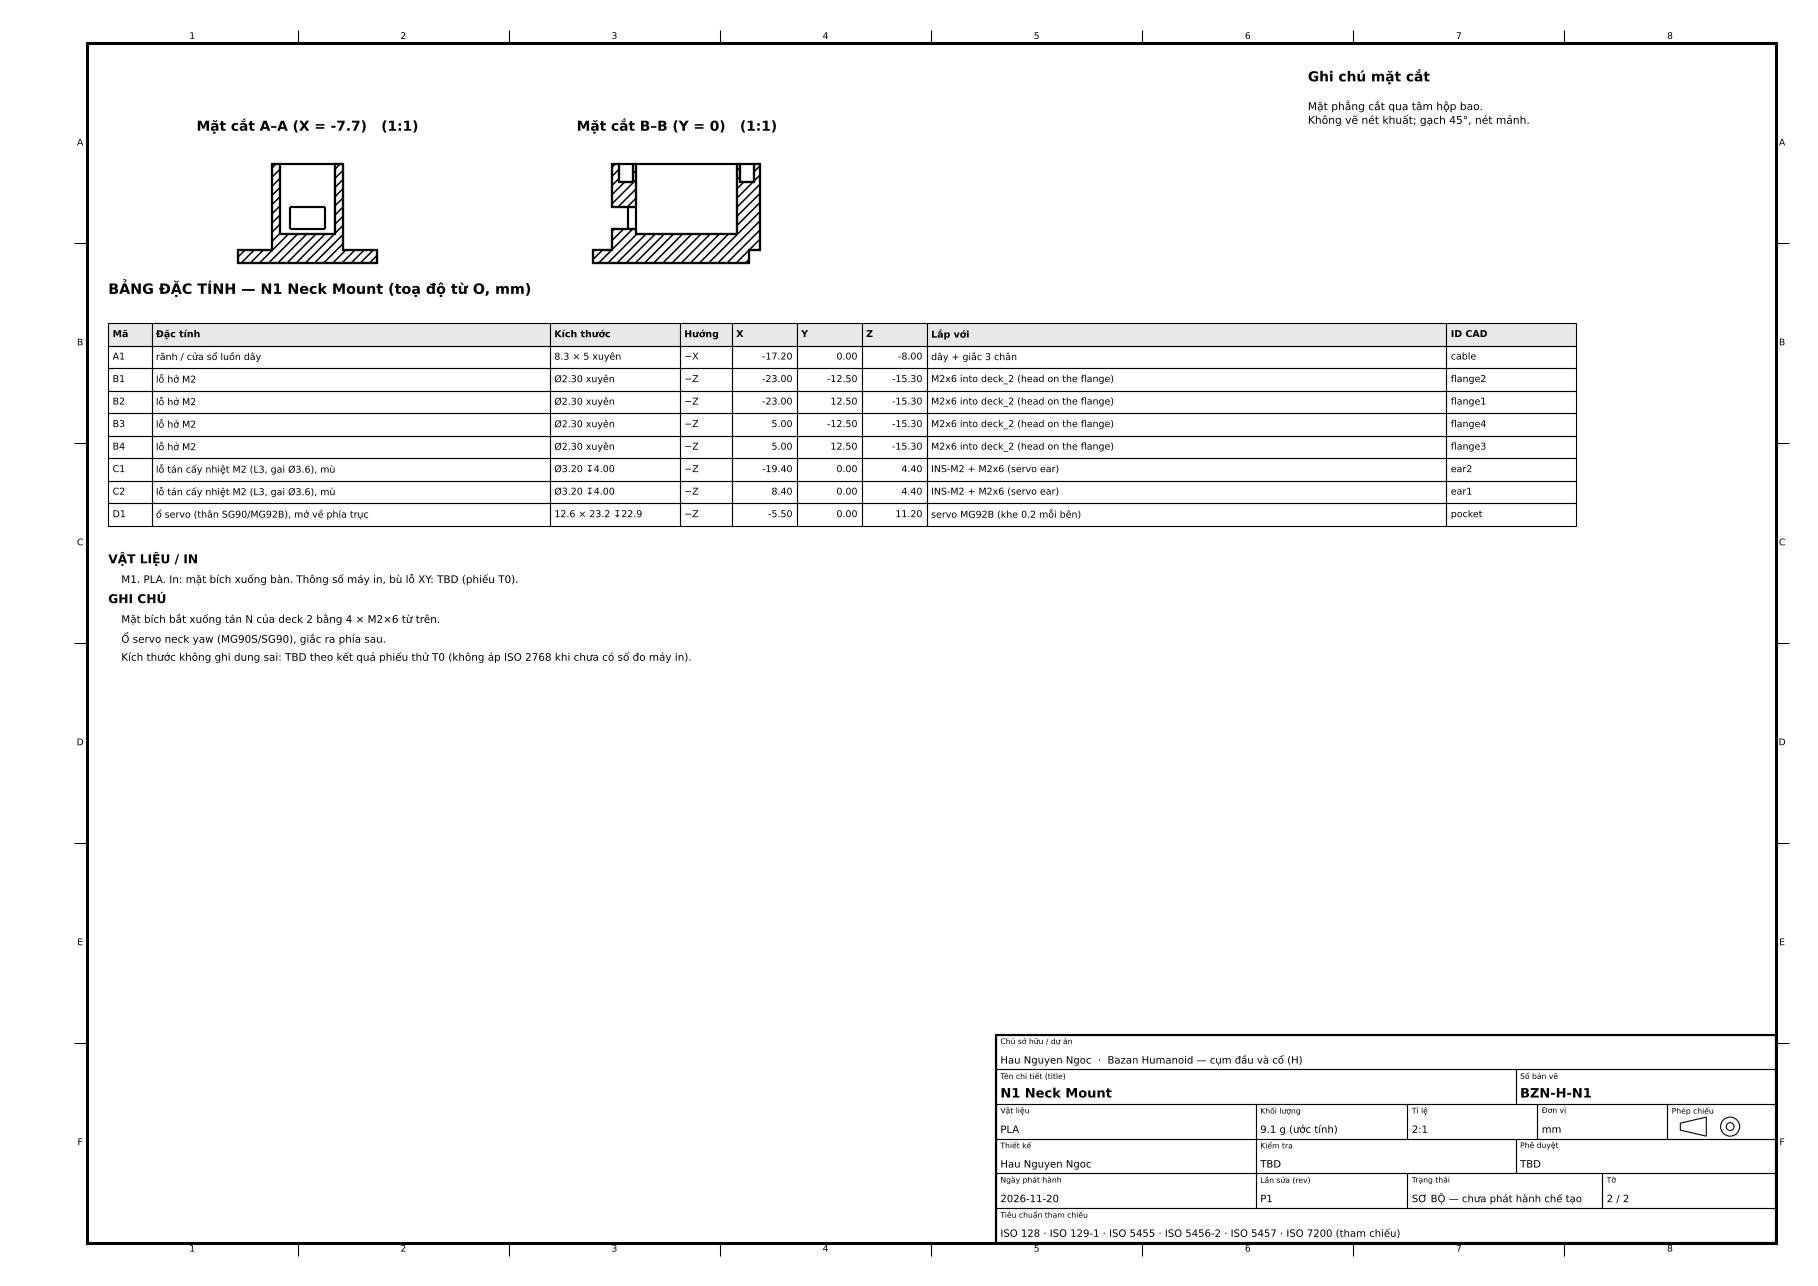 1 2 3 4 5 6 7 8
Ghi chú mặt cắt
Mặt phẳng cắt qua tâm hộp bao.
Không vẽ nét khuất; gạch 45°, nét mảnh.
Mặt cắt A–A (X = -7.7) (1:1)
Mặt cắt B–B (Y = 0) (1:1)
A A
BẢNG ĐẶC TÍNH — N1 Neck Mount (toạ độ từ O, mm)
Mã Đặc tính Kích thước Hướng X Y Z Lắp với ID CAD
B B
A1 rãnh / cửa sổ luồn dây 8.3 × 5 xuyên −X -17.20 0.00 -8.00 dây + giắc 3 chân cable
B1 lỗ hở M2 Ø2.30 xuyên −Z -23.00 -12.50 -15.30 M2x6 into deck_2 (head on the flange) flange2
B2 lỗ hở M2 Ø2.30 xuyên −Z -23.00 12.50 -15.30 M2x6 into deck_2 (head on the flange) flange1
B3 lỗ hở M2 Ø2.30 xuyên −Z 5.00 -12.50 -15.30 M2x6 into deck_2 (head on the flange) flange4
B4 lỗ hở M2 Ø2.30 xuyên −Z 5.00 12.50 -15.30 M2x6 into deck_2 (head on the flange) flange3
C1 lỗ tán cấy nhiệt M2 (L3, gai Ø3.6), mù Ø3.20 ↧4.00 −Z -19.40 0.00 4.40 INS-M2 + M2x6 (servo ear) ear2
C2 lỗ tán cấy nhiệt M2 (L3, gai Ø3.6), mù Ø3.20 ↧4.00 −Z 8.40 0.00 4.40 INS-M2 + M2x6 (servo ear) ear1
D1 ổ servo (thân SG90/MG92B), mở về phía trục 12.6 × 23.2 ↧22.9 −Z -5.50 0.00 11.20 servo MG92B (khe 0.2 mỗi bên) pocket
C C
VẬT LIỆU / IN
M1. PLA. In: mặt bích xuống bàn. Thông số máy in, bù lỗ XY: TBD (phiếu T0).
GHI CHÚ
Mặt bích bắt xuống tán N của deck 2 bằng 4 × M2×6 từ trên.
Ổ servo neck yaw (MG90S/SG90), giắc ra phía sau.
Kích thước không ghi dung sai: TBD theo kết quả phiếu thử T0 (không áp ISO 2768 khi chưa có số đo máy in).
D D
E E
Chủ sở hữu / dự án
Hau Nguyen Ngoc · Bazan Humanoid — cụm đầu và cổ (H)
Tên chi tiết (title) Số bản vẽ
N1 Neck Mount BZN-H-N1
Vật liệu Khối lượng Tỉ lệ Đơn vị Phép chiếu
PLA 9.1 g (ước tính) 2:1 mm
F F
Thiết kế Kiểm tra Phê duyệt
Hau Nguyen Ngoc TBD TBD
Ngày phát hành Lần sửa (rev) Trạng thái Tờ
2026-11-20 P1 SƠ BỘ — chưa phát hành chế tạo 2 / 2
Tiêu chuẩn tham chiếu
ISO 128 · ISO 129-1 · ISO 5455 · ISO 5456-2 · ISO 5457 · ISO 7200 (tham chiếu)
1 2 3 4 5 6 7 8